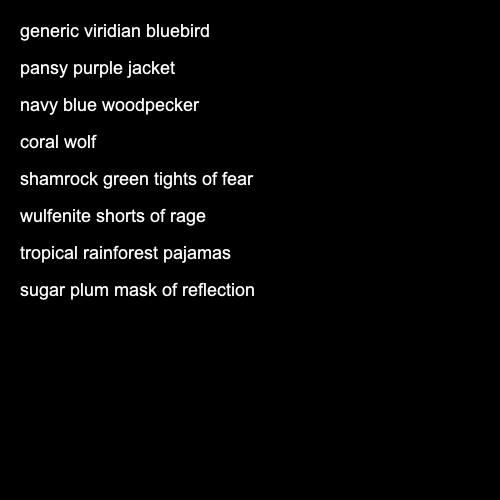 generic viridian bluebird
pansy purple jacket
navy blue woodpecker
coral wolf
shamrock green tights of fear
wulfenite shorts of rage
tropical rainforest pajamas
sugar plum mask of reflection